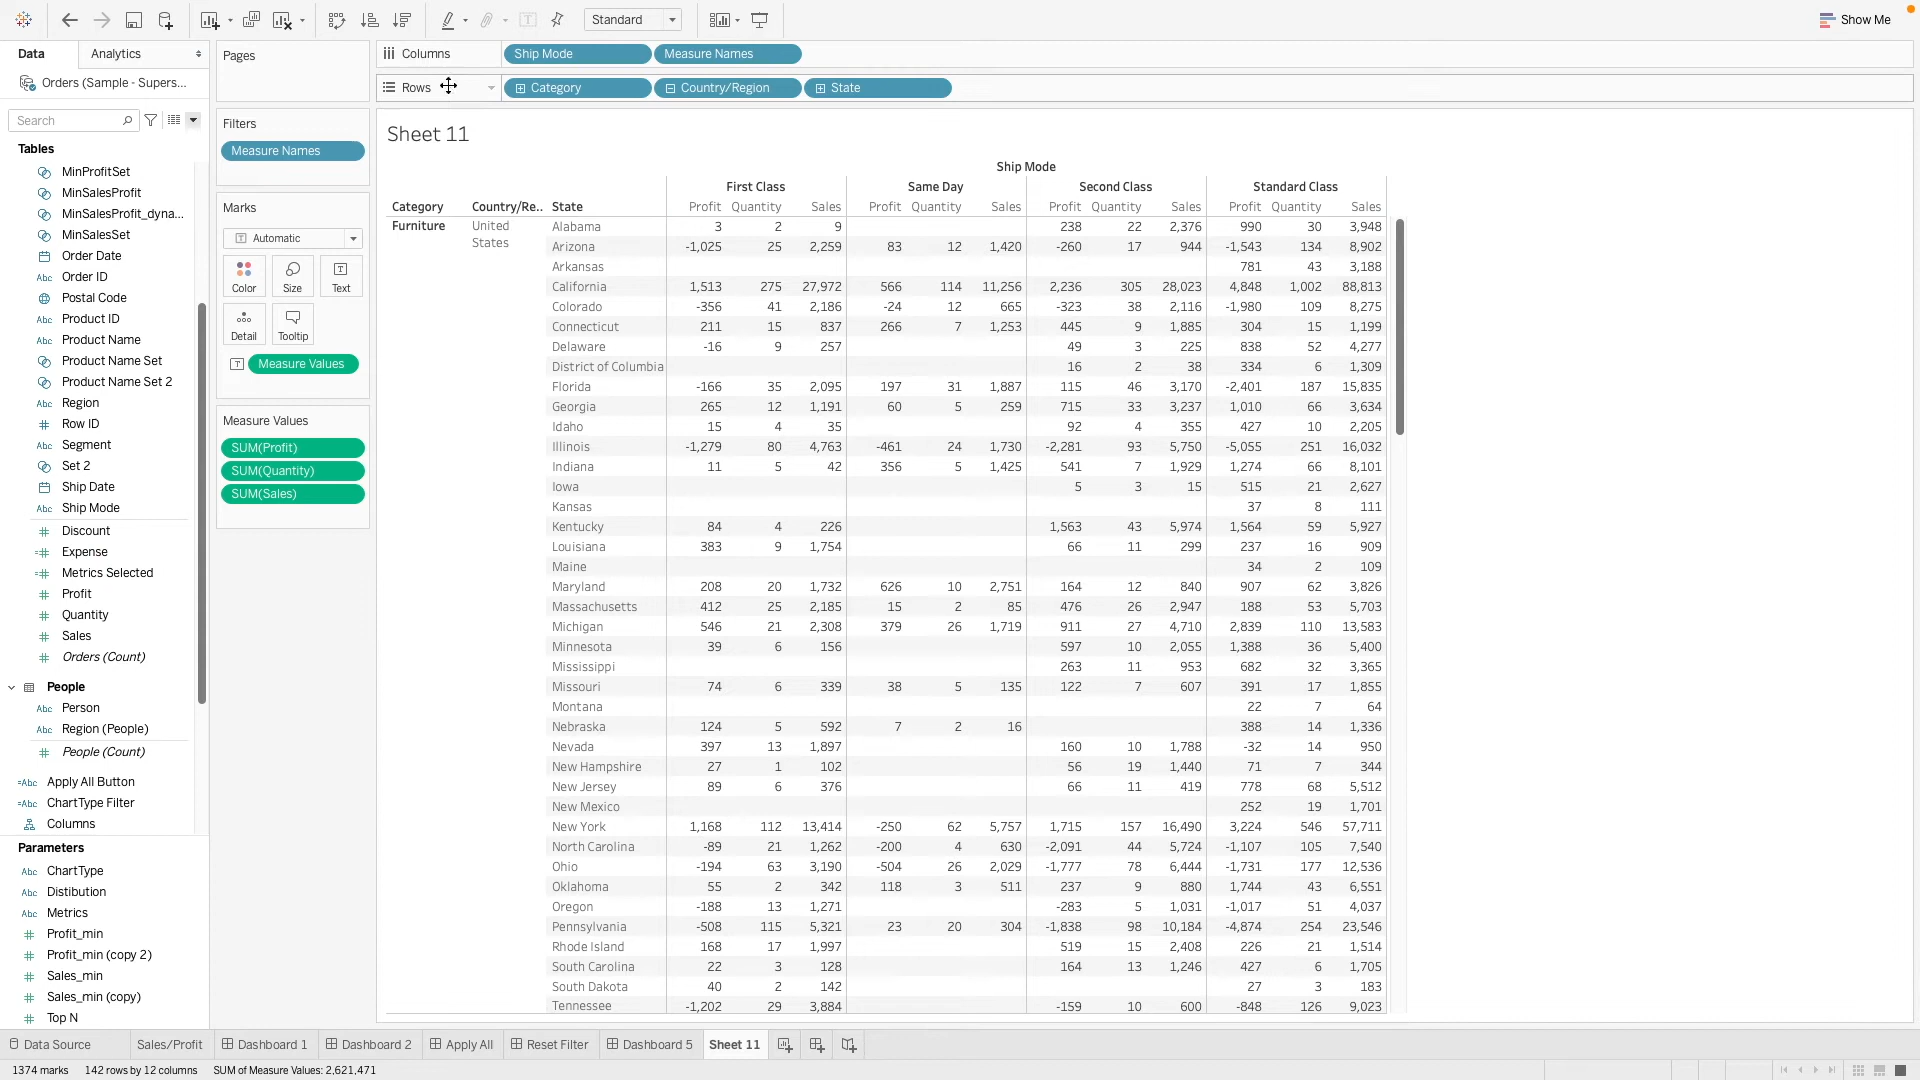 Standard
Show Me
Data
Analytics
Orders (Sample - Supers...
Search
Tables
MinProfitSet
MinSalesProfit
MinSalesProfit_dyna...
MinSalesSet
Order Date
Abc Order ID
Postal Code
Abc Product ID
Abc Product Name
Product Name Set
Product Name Set 2
Abc Region
Row ID
Abc Segment
Set 2
Ship Date
Abc Ship Mode
Discount
Expense
Metrics Selected
Profit
Quantity
Sales
Orders (Count)
People
Abc Person
Abc Region (People)
People (Count)
=Abc Apply All Button
=Abc ChartType Filter
Columns
Parameters
Abc ChartType
Abc Distibution
Abc Metrics
# Profit_min
# Profit_min (copy 2)
# Sales_min
# Sales_min (copy)
# Top N
Pages
Filters
Measure Names
Marks
Automatic
Color Size Text
Detail Tooltip
Measure Values
Measure Values
SUM(Profit)
SUM(Quantity)
SUM(Sales)
Columns Ship Mode Measure Names
Rows Category Country/Region State
Sheet 11
Ship Mode
First Class Same Day Second Class Standard Class
Category Country/Re.. State Profit Quantity Sales Profit Quantity Sales Profit Quantity Sales Profit Quantity Sales
Furniture United States Alabama 3 2 9 238 22 2,376 990 30 3,948
Arizona -1,025 25 2,259 83 12 1,420 -260 17 944 -1,543 134 8,902
Arkansas 781 43 3,188
California 1,513 275 27,972 566 114 11,256 2,236 305 28,023 4,848 1,002 88,813
Colorado -356 41 2,186 -24 12 665 -323 38 2,116 -1,980 109 8,275
Connecticut 211 15 837 266 7 1,253 445 9 1,885 304 15 1,199
Delaware -16 9 257 49 3 225 838 52 4,277
District of Columbia 16 2 38 334 6 1,309
Florida -166 35 2,095 197 31 1,887 115 46 3,170 -2,401 187 15,835
Georgia 265 12 1,191 60 5 259 715 33 3,237 1,010 66 3,634
Idaho 15 4 35 92 4 355 427 10 2,205
Illinois -1,279 80 4,763 -461 24 1,730 -2,281 93 5,750 -5,055 251 16,032
Indiana 11 5 42 356 5 1,425 541 7 1,929 1,274 66 8,101
Iowa 5 3 15 515 21 2,627
Kansas 37 8 111
Kentucky 84 4 226 1,563 43 5,974 1,564 59 5,927
Louisiana 383 9 1,754 66 11 299 237 16 909
Maine 34 2 109
Maryland 208 20 1,732 626 10 2,751 164 12 840 907 62 3,826
Massachusetts 412 25 2,185 15 2 85 476 26 2,947 188 53 5,703
Michigan 546 21 2,308 379 26 1,719 911 27 4,710 2,839 110 13,583
Minnesota 39 6 156 597 10 2,055 1,388 36 5,400
Mississippi 263 11 953 682 32 3,365
Missouri 74 6 339 38 5 135 122 7 607 391 17 1,855
Montana 22 7 64
Nebraska 124 5 592 7 2 16 388 14 1,336
Nevada 397 13 1,897 160 10 1,788 -32 14 950
New Hampshire 27 1 102 56 19 1,440 71 7 344
New Jersey 89 6 376 66 11 419 778 68 5,512
New Mexico 252 19 1,701
New York 1,168 112 13,414 -250 62 5,757 1,715 157 16,490 3,224 546 57,711
North Carolina -89 21 1,262 -200 4 630 -2,091 44 5,724 -1,107 105 7,540
Ohio -194 63 3,190 -504 26 2,029 -1,777 78 6,444 -1,731 177 12,536
Oklahoma 55 2 342 118 3 511 237 9 880 1,744 43 6,551
Oregon -188 13 1,271 -283 5 1,031 -1,017 51 4,037
Pennsylvania -508 115 5,321 23 20 304 -1,838 98 10,184 -4,874 254 23,546
Rhode Island 168 17 1,997 519 15 2,408 226 21 1,514
South Carolina 22 3 128 164 13 1,246 427 6 1,705
South Dakota 40 2 142 27 3 183
Tennessee -1,202 29 3,884 -159 10 600 -848 126 9,023
Data Source Sales/Profit Dashboard 1 Dashboard 2 Apply All Reset Filter Dashboard 5 Sheet 11
1374 marks 142 rows by 12 columns SUM of Measure Values: 2,621,471